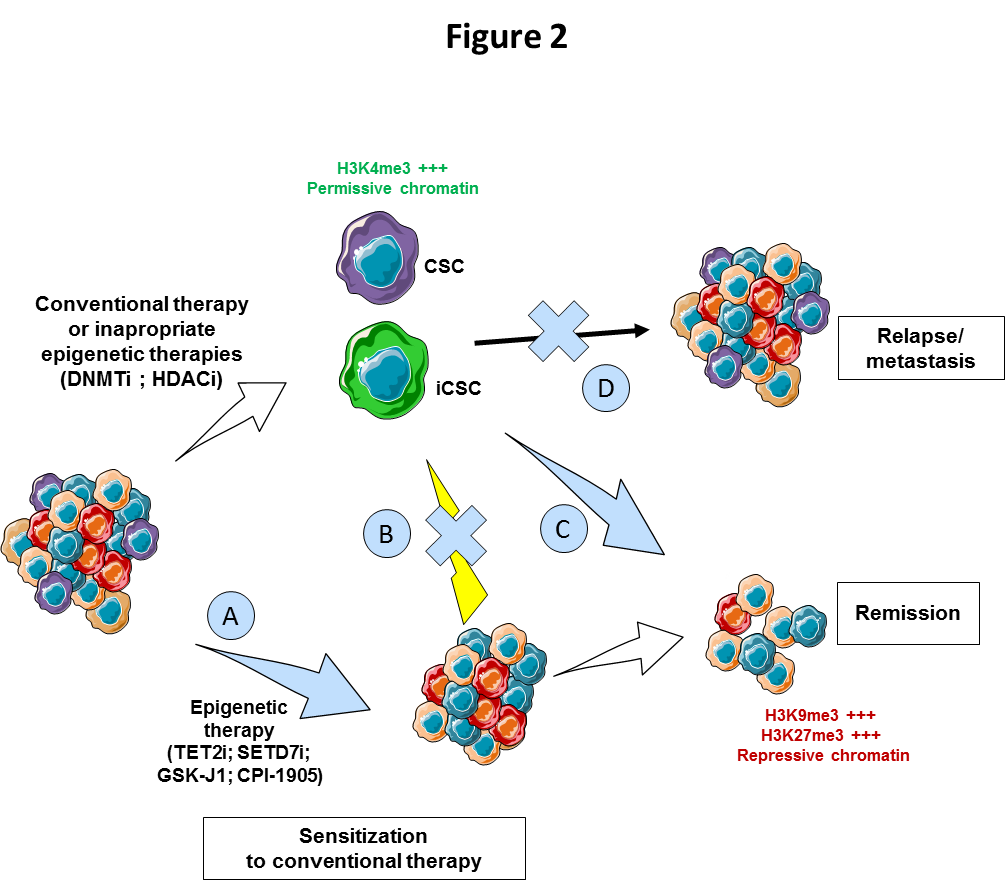 Figure 2
H3K4me3 +++
Permissive chromatin
CSC
Conventional therapy
or inapropriate
epigenetic therapies
(DNMTi ; HDACi)
iCSC
Relapse/
metastasis
D
B
C
A
Remission
Epigenetic
therapy
(TET2i; SETD7i;
GSK-J1; CPI-1905)
H3K9me3 +++
H3K27me3 +++
Repressive chromatin
Sensitization
to conventional therapy